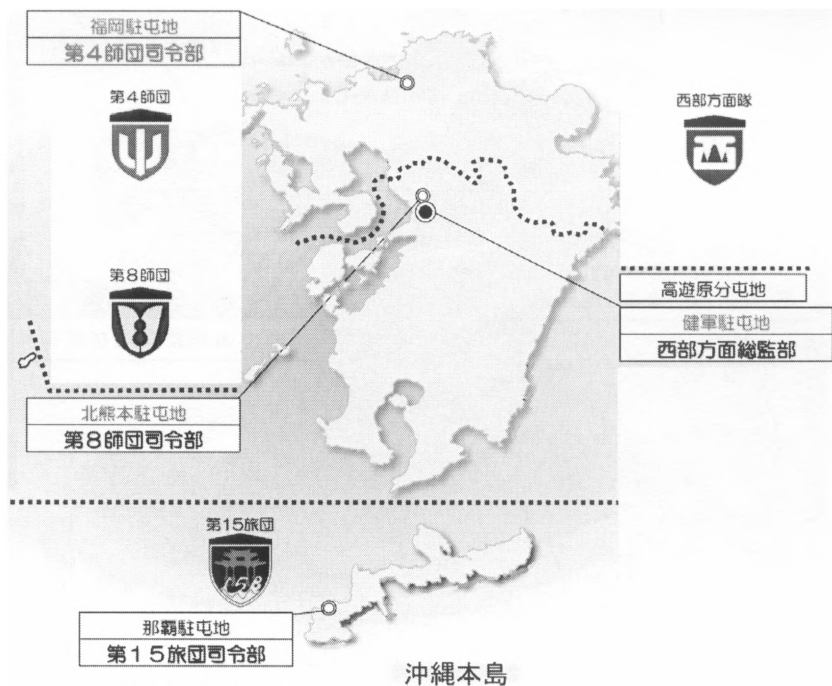 福岡駐屯地
第4師団司令部
第4師団
西部方面隊
第8師団
高遊原分屯地
健軍駐屯地
西部方面総監部
北熊本駐屯地
第8師団司令部
第15旅団
15B
那覇駐屯地
第15旅団司令部
沖縄本島